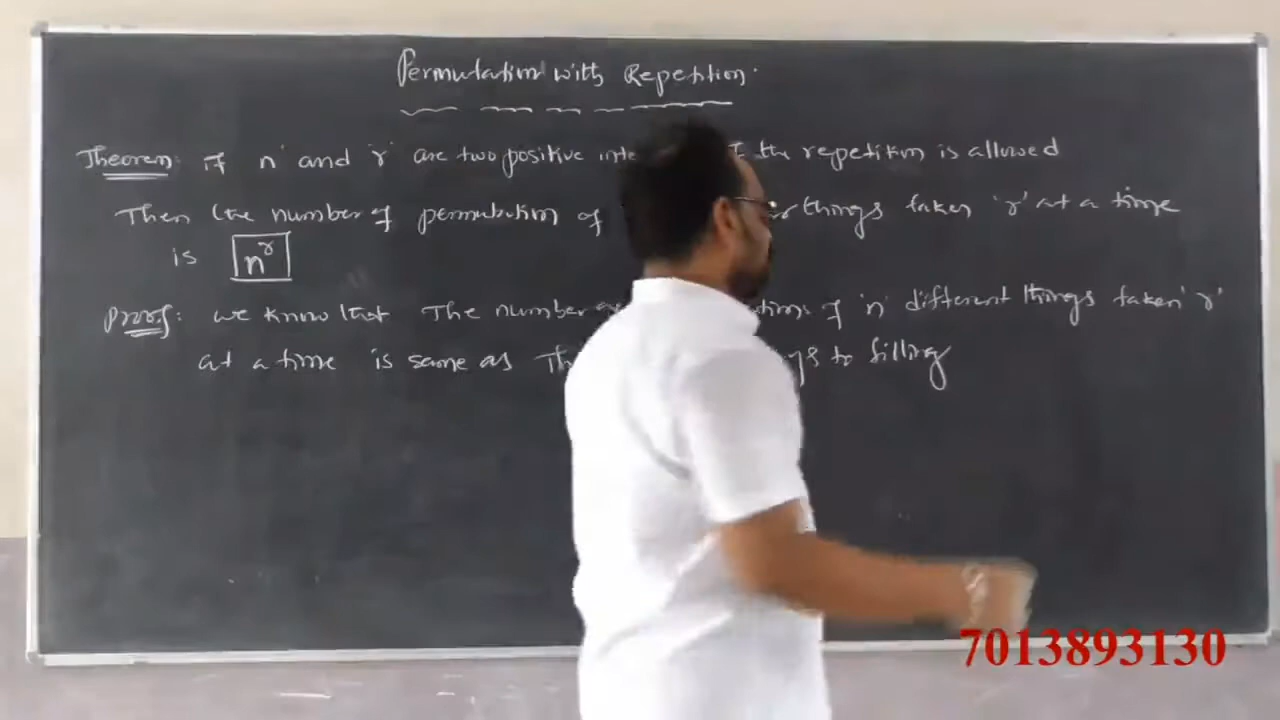 Permutation with Repetition.
Theorem: if 'n' and 'r' are two positive inte the repetition is allowed
Then the number of permutation of things taken 'r' at a time
is n^r
Proof: we know that The number of 'n' different things taken 'r'
at a time is same as to filling
7013893130